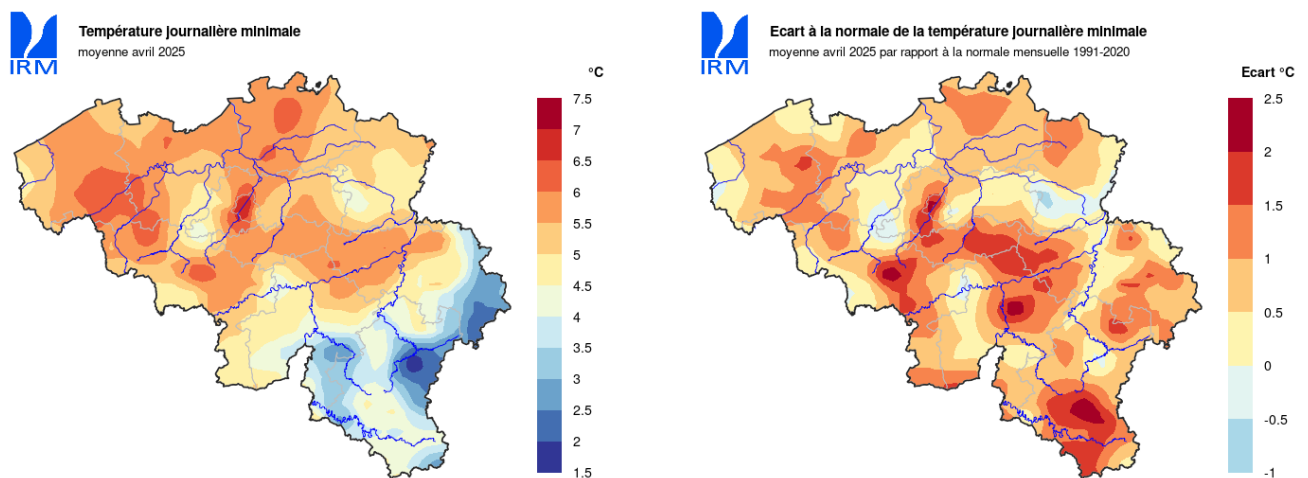 Température journalière minimale
moyenne avril 2025
IRM
°C
7.5
7
6.5
6
5.5
5
4.5
4
3.5
3
2.5
2
1.5
Ecart à la normale de la température journalière minimale
moyenne avril 2025 par rapport à la normale mensuelle 1991-2020
IRM
Ecart °C
2.5
2
1.5
1
0.5
0
-0.5
-1